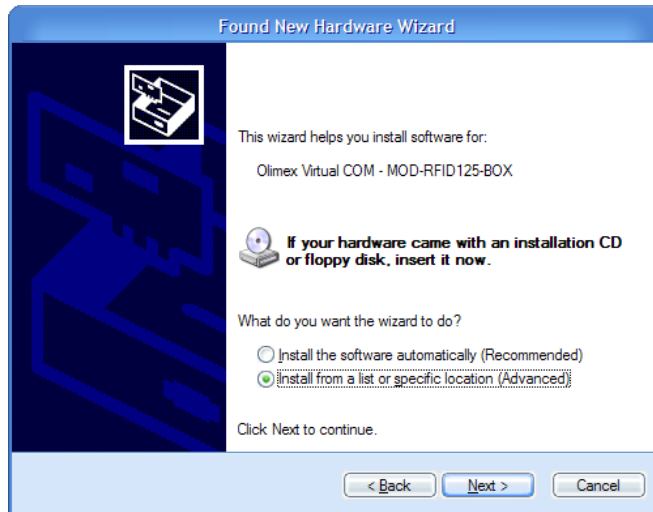 Found New Hardware Wizard
This wizard helps you install software for:
Olimex Virtual COM - MOD-RFID125-BOX
If your hardware came with an installation CD
or floppy disk, insert it now.
What do you want the wizard to do?
Install the software automatically (Recommended)
Install from a list or specific location (Advanced)
Click Next to continue.
< Back Next > Cancel